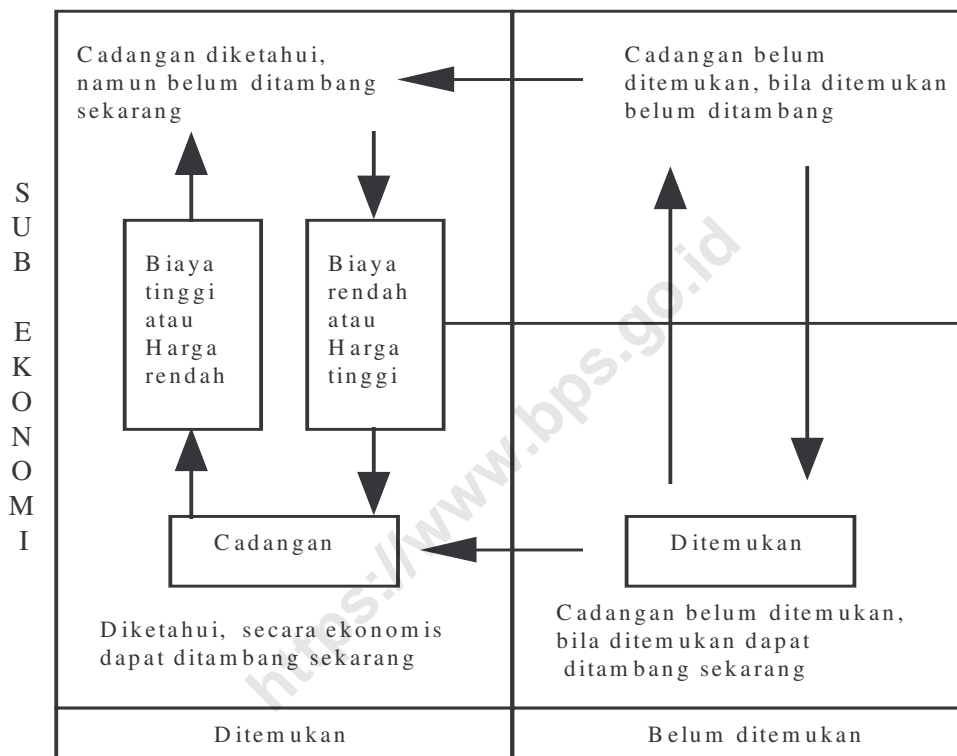 Cadangan diketahui,
namun belum ditambang
sekarang
Cadangan belum
ditemukan, bila ditemukan
belum ditambang
SUB EKONOMI
Biaya
tinggi
atau
Harga
rendah
Biaya
rendah
atau
Harga
tinggi
Cadangan
Ditemukan
Diketahui, secara ekonomis
dapat ditambang sekarang
Cadangan belum ditemukan,
bila ditemukan dapat
ditambang sekarang
Ditemukan
Belum ditemukan
https://www.bps.go.id